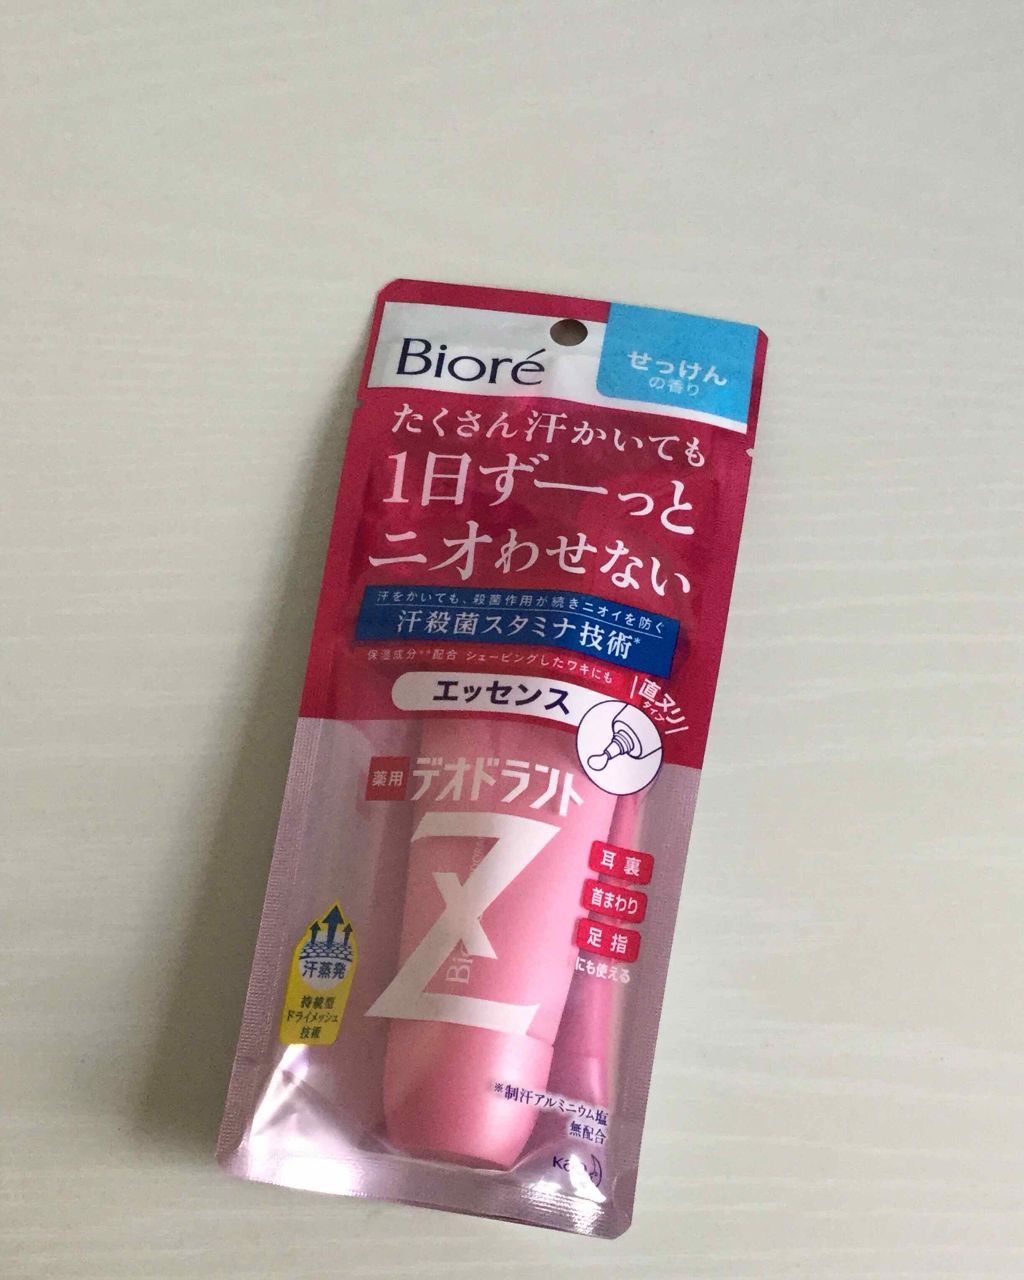 Bioré
せっけん
の香り
たくさん汗かいても
1日ずーっと
ニオわせない
汗をかいても、殺菌作用が続きニオイを防ぐ
汗殺菌スタミナ技術*
保湿成分**配合 シェービングしたワキにも
エッセンス
直ヌリ
タイプ
薬用
デオドラント
Z
耳裏
首まわり
足指
にも使える
汗蒸発
持続型
ドライメッシュ
技術
※制汗アルミニウム塩
無配合
Kao